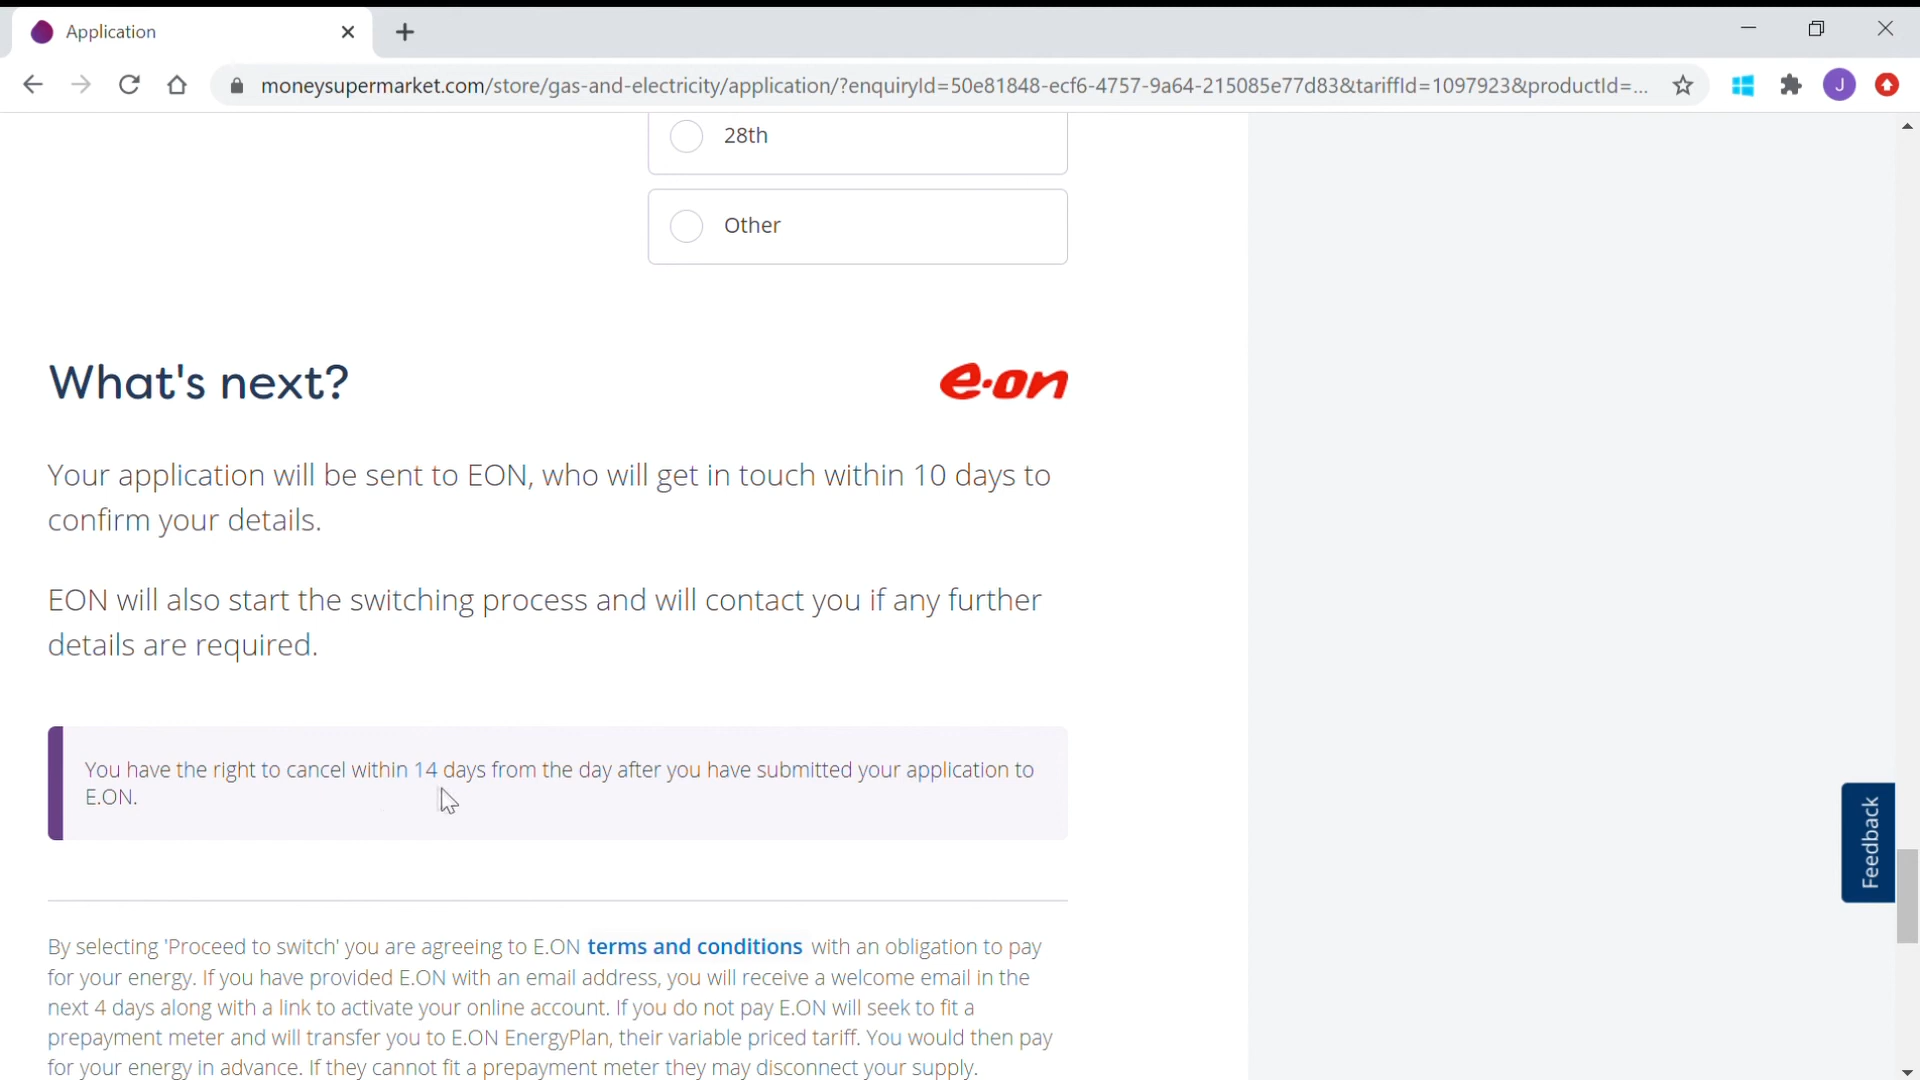 Application
moneysupermarket.com/store/gas-and-electricity/application/?enquiryId=50e81848-ecf6-4757-9a64-215085e77d83&tariffId=1097923&productId=...
J
28th
Other
What's next?
e·on
Your application will be sent to EON, who will get in touch within 10 days to
confirm your details.
EON will also start the switching process and will contact you if any further
details are required.
You have the right to cancel within 14 days from the day after you have submitted your application to
E.ON.
Feedback
By selecting 'Proceed to switch' you are agreeing to E.ON terms and conditions with an obligation to pay
for your energy. If you have provided E.ON with an email address, you will receive a welcome email in the
next 4 days along with a link to activate your online account. If you do not pay E.ON will seek to fit a
prepayment meter and will transfer you to E.ON EnergyPlan, their variable priced tariff. You would then pay
for your energy in advance. If they cannot fit a prepayment meter they may disconnect your supply.